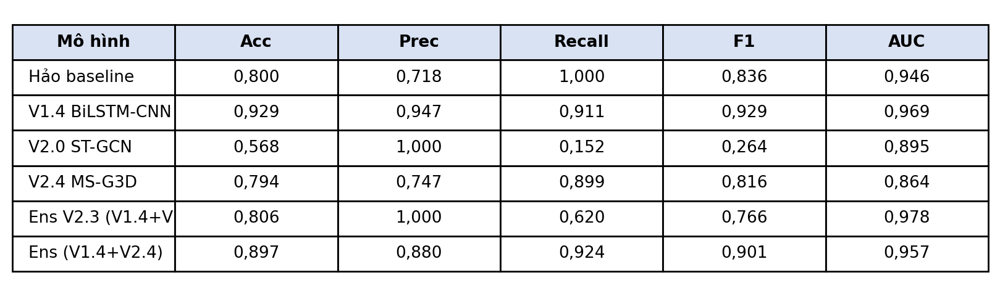 Mô hình Acc Prec Recall F1 AUC
Hảo baseline 0,800 0,718 1,000 0,836 0,946
V1.4 BiLSTM-CNN 0,929 0,947 0,911 0,929 0,969
V2.0 ST-GCN 0,568 1,000 0,152 0,264 0,895
V2.4 MS-G3D 0,794 0,747 0,899 0,816 0,864
Ens V2.3 (V1.4+V 0,806 1,000 0,620 0,766 0,978
Ens (V1.4+V2.4) 0,897 0,880 0,924 0,901 0,957